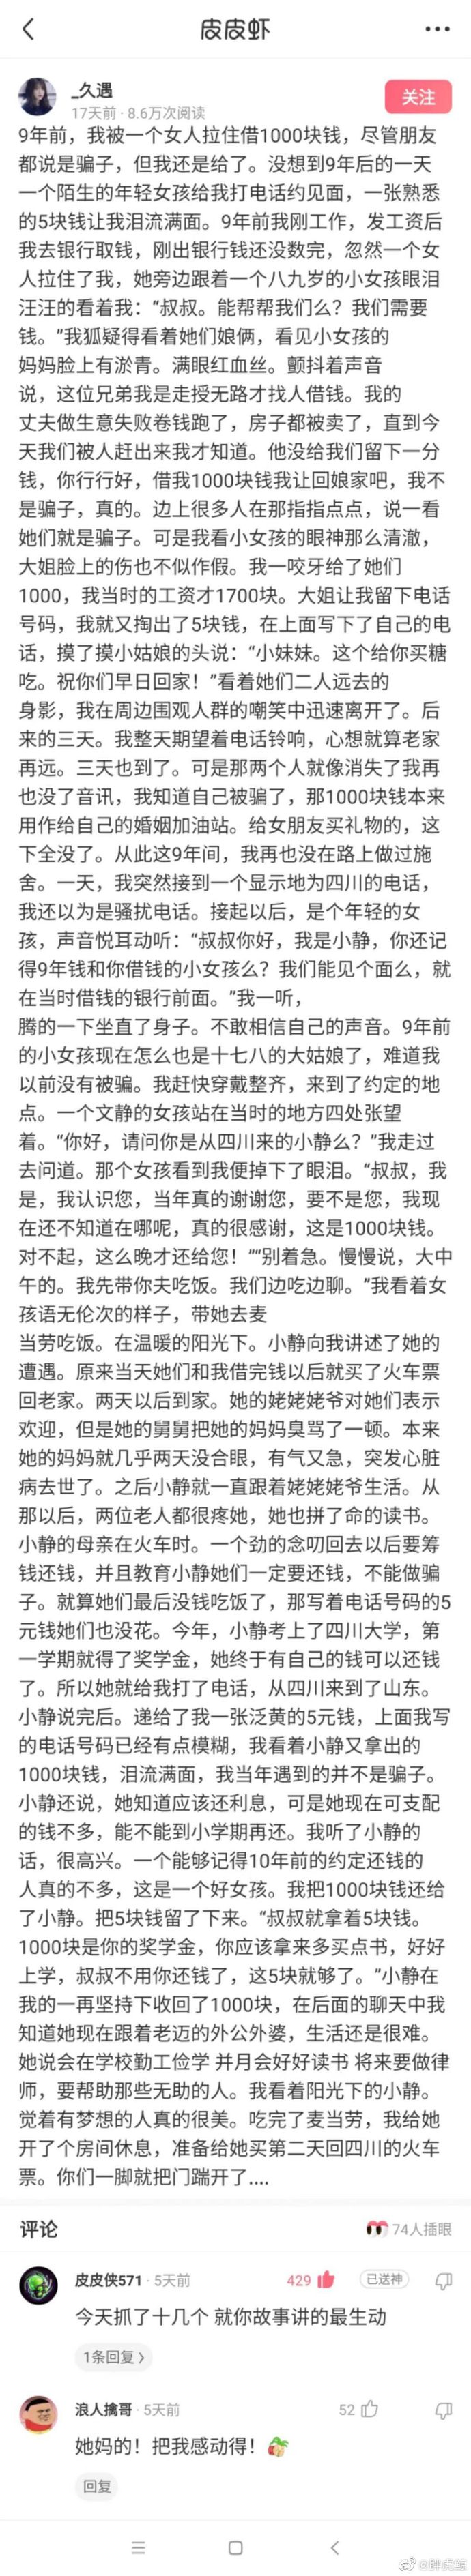 皮皮虾
_久遇
关注
17天前 · 8.6万次阅读
9年前，我被一个女人拉住借1000块钱，尽管朋友
都说是骗子，但我还是给了。没想到9年后的一天
一个陌生的年轻女孩给我打电话约见面，一张熟悉
的5块钱让我泪流满面。9年前我刚工作，发工资后
我去银行取钱，刚出银行钱还没数完，忽然一个女
人拉住了我，她旁边跟着一个八九岁的小女孩眼泪
汪汪的看着我：“叔叔。能帮帮我们么？我们需要
钱。”我狐疑得看着她们娘俩，看见小女孩的
妈妈脸上有淤青。满眼红血丝。颤抖着声音
说，这位兄弟我是走授无路才找人借钱。我的
丈夫做生意失败卷钱跑了，房子都被卖了，直到今
天我们被人赶出来我才知道。他没给我们留下一分
钱，你行行好，借我1000块钱我让回娘家吧，我不
是骗子，真的。边上很多人在那指指点点，说一看
她们就是骗子。可是我看小女孩的眼神那么清澈，
大姐脸上的伤也不似作假。我一咬牙给了她们
1000，我当时的工资才1700块。大姐让我留下电话
号码，我就又掏出了5块钱，在上面写下了自己的电
话，摸了摸小姑娘的头说：“小妹妹。这个给你买糖
吃。祝你们早日回家！”看着她们二人远去的
身影，我在周边围观人群的嘲笑中迅速离开了。后
来的三天。我整天期望着电话铃响，心想就算老家
再远。三天也到了。可是那两个人就像消失了我再
也没了音讯，我知道自己被骗了，那1000块钱本来
用作给自己的婚姻加油站。给女朋友买礼物的，这
下全没了。从此这9年间，我再也没在路上做过施
舍。一天，我突然接到一个显示地为四川的电话，
我还以为是骚扰电话。接起以后，是个年轻的女
孩，声音悦耳动听：“叔叔你好，我是小静，你还记
得9年钱和你借钱的小女孩么？我们能见个面么，就
在当时借钱的银行前面。”我一听，
腾的一下坐直了身子。不敢相信自己的声音。9年前
的小女孩现在怎么也是十七八的大姑娘了，难道我
以前没有被骗。我赶快穿戴整齐，来到了约定的地
点。一个文静的女孩站在当时的地方四处张望
着。“你好，请问你是从四川来的小静么？”我走过
去问道。那个女孩看到我便掉下了眼泪。“叔叔，我
是，我认识您，当年真的谢谢您，要不是您，我现
在还不知道在哪呢，真的很感谢，这是1000块钱。
对不起，这么晚才还给您！”“别着急。慢慢说，大中
午的。我先带你夫吃饭。我们边吃边聊。”我看着女
孩语无伦次的样子，带她去麦
当劳吃饭。在温暖的阳光下。小静向我讲述了她的
遭遇。原来当天她们和我借完钱以后就买了火车票
回老家。两天以后到家。她的姥姥姥爷对她们表示
欢迎，但是她的舅舅把她的妈妈臭骂了一顿。本来
她的妈妈就几乎两天没合眼，有气又急，突发心脏
病去世了。之后小静就一直跟着姥姥姥爷生活。从
那以后，两位老人都很疼她，她也拼了命的读书。
小静的母亲在火车时。一个劲的念叨回去以后要筹
钱还钱，并且教育小静她们一定要还钱，不能做骗
子。就算她们最后没钱吃饭了，那写着电话号码的5
元钱她们也没花。今年，小静考上了四川大学，第
一学期就得了奖学金，她终于有自己的钱可以还钱
了。所以她就给我打了电话，从四川来到了山东。
小静说完后。递给了我一张泛黄的5元钱，上面我写
的电话号码已经有点模糊，我看着小静又拿出的
1000块钱，泪流满面，我当年遇到的并不是骗子。
小静还说，她知道应该还利息，可是她现在可支配
的钱不多，能不能到小学期再还。我听了小静的
话，很高兴。一个能够记得10年前的约定还钱的
人真的不多，这是一个好女孩。我把1000块钱还给
了小静。把5块钱留了下来。“叔叔就拿着5块钱。
1000块是你的奖学金，你应该拿来多买点书，好好
上学，叔叔不用你还钱了，这5块就够了。”小静在
我的一再坚持下收回了1000块，在后面的聊天中我
知道她现在跟着老迈的外公外婆，生活还是很难。
她说会在学校勤工俭学 并月会好好读书 将来要做律
师，要帮助那些无助的人。我看着阳光下的小静。
觉着有梦想的人真的很美。吃完了麦当劳，我给她
开了个房间休息，准备给她买第二天回四川的火车
票。你们一脚就把门踹开了....
评论
74人插眼
皮皮侠571 · 5天前
429
已送神
今天抓了十几个 就你故事讲的最生动
1条回复 >
浪人擒哥 · 5天前
52
她妈的！把我感动得！
回复